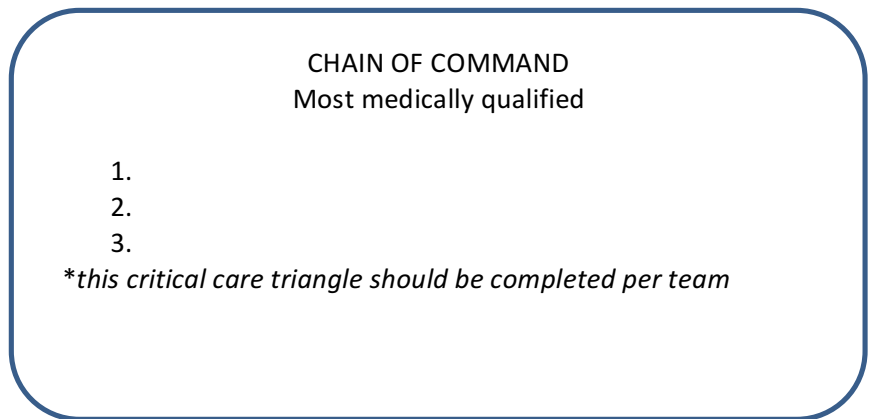 CHAIN OF COMMAND
Most medically qualified
1.
2.
3.
*this critical care triangle should be completed per team